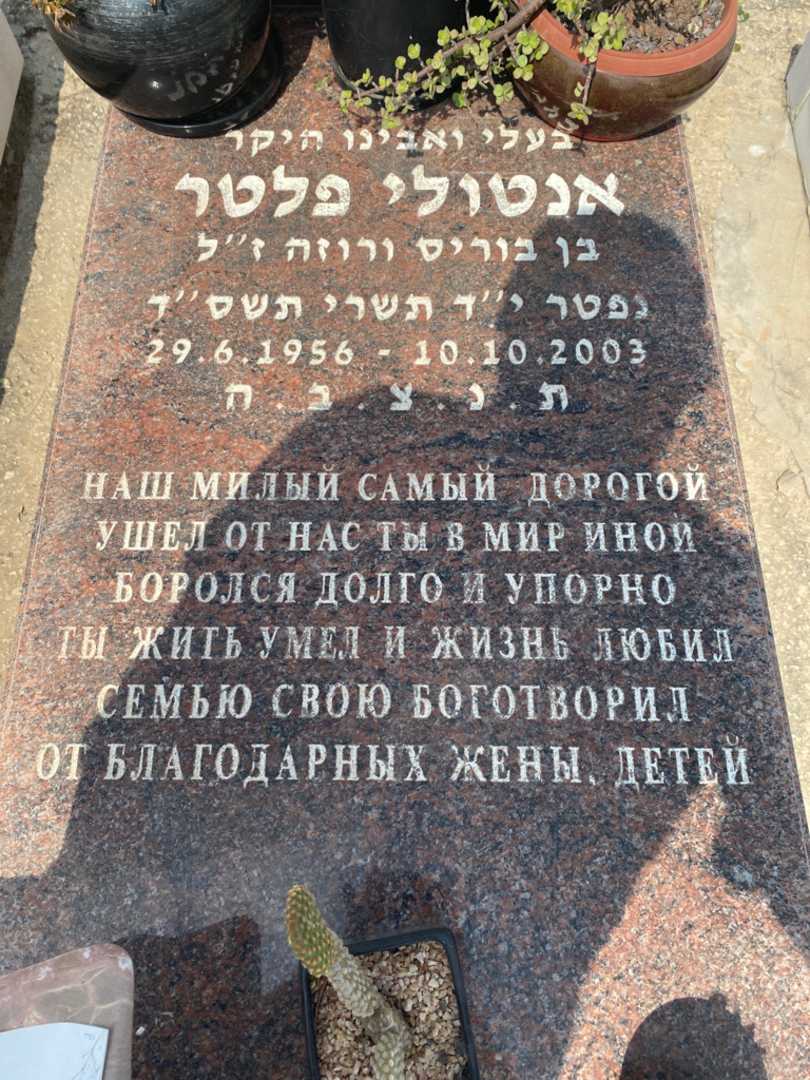 בעלי ואבינו היקר
אנטולי פלטר
בן בוריס ורוזה ז״ל
נפטר י״ד תשרי תשס״ד
29.6.1956 - 10.10.2003
ת . נ . צ . ב . ה
НАШ МИЛЫЙ САМЫЙ ДОРОГОЙ
УШЕЛ ОТ НАС ТЫ В МИР ИНОЙ
БОРОЛСЯ ДОЛГО И УПОРНО
ТЫ ЖИТЬ УМЕЛ И ЖИЗНЬ ЛЮБИЛ
СЕМЬЮ СВОЮ БОГОТВОРИЛ
ОТ БЛАГОДАРНЫХ ЖЕНЫ, ДЕТЕЙ